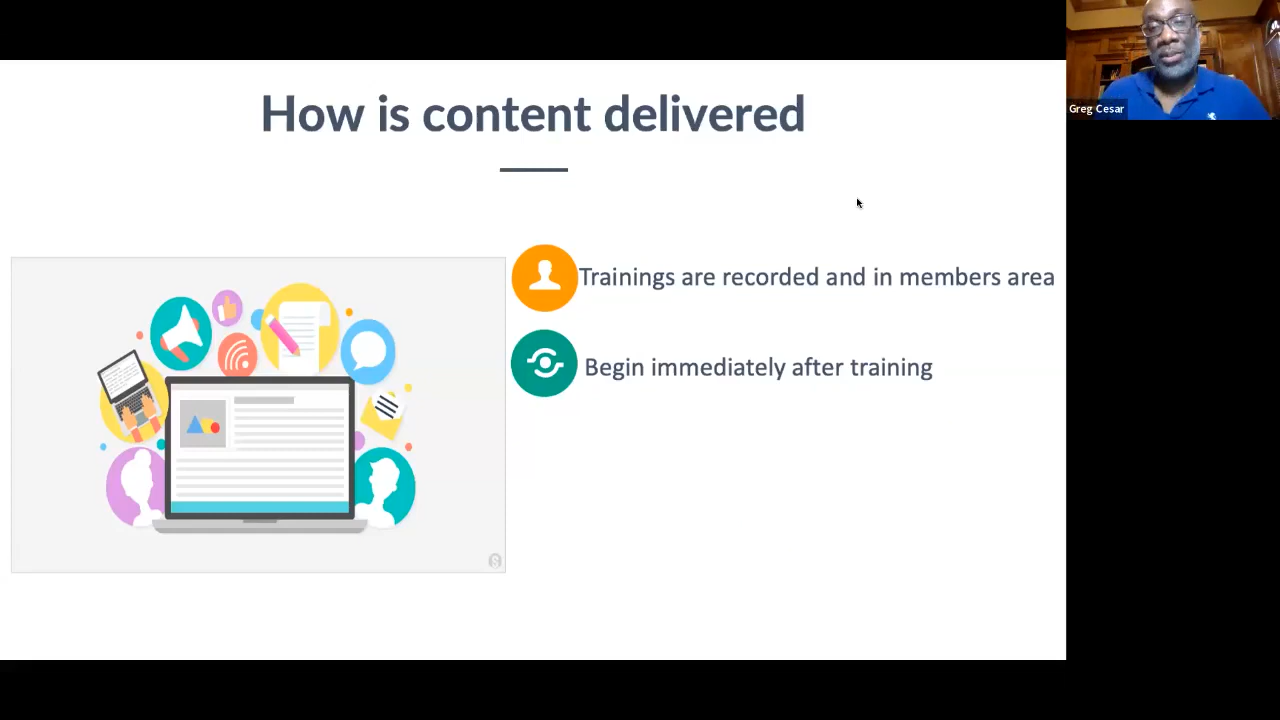 How is content delivered
Greg Cesar
Trainings are recorded and in members area
Begin immediately after training